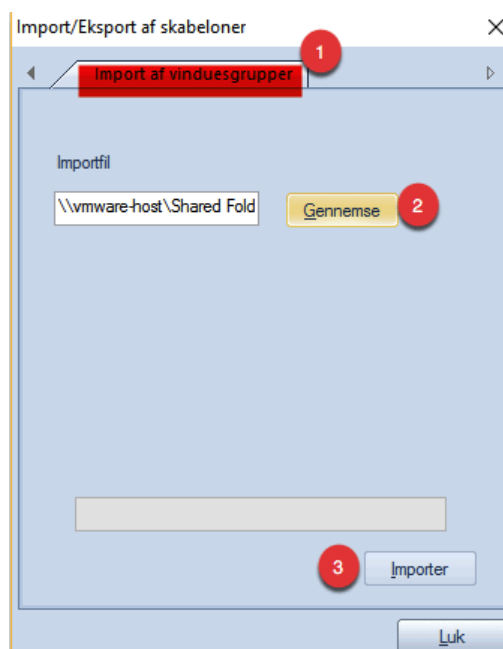 Import/Eksport af skabeloner
1
Import af vinduesgrupper
Importfil
\\vmware-host\Shared Fold
Gennemse
2
3
Importer
Luk